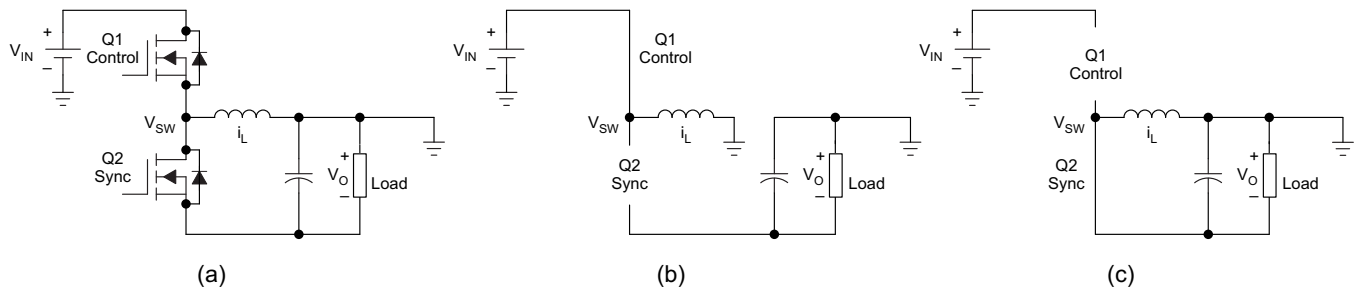 +
V_IN
−
Q1
Control
V_SW
i_L
Q2
Sync
+
V_O
−
Load
(a)
+
V_IN
−
Q1
Control
V_SW
i_L
Q2
Sync
+
V_O
−
Load
(b)
+
V_IN
−
Q1
Control
V_SW
i_L
Q2
Sync
+
V_O
−
Load
(c)